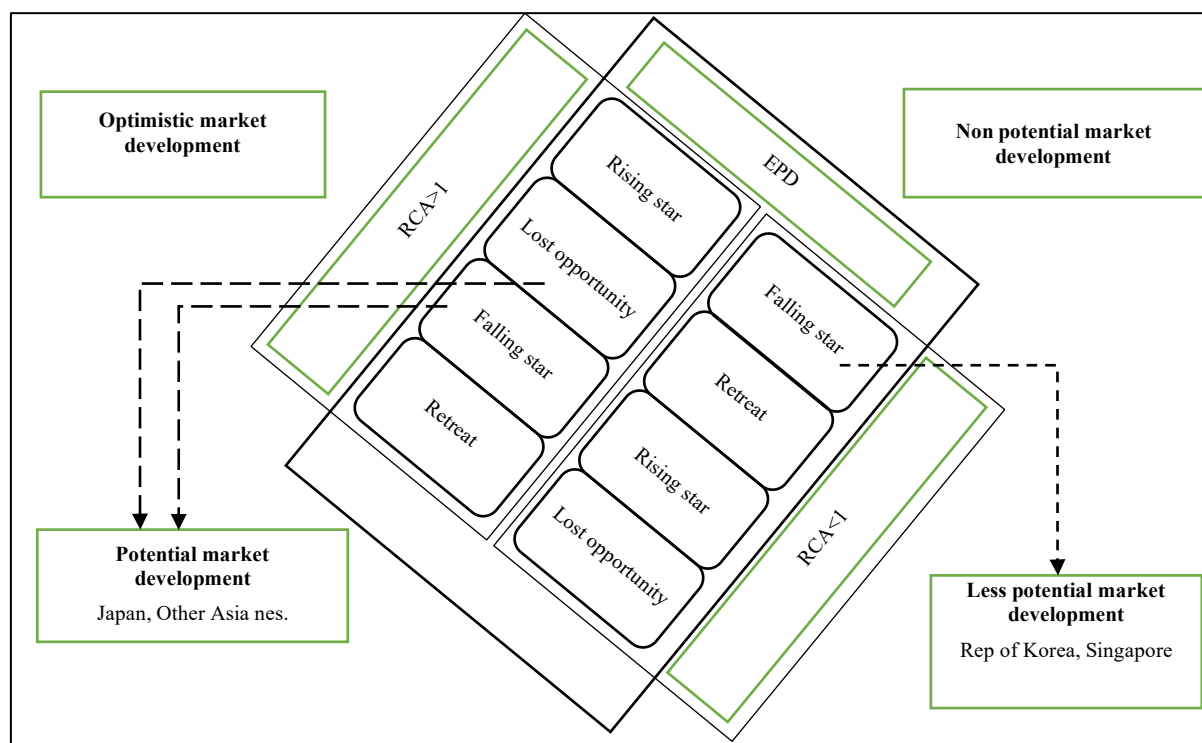 Optimistic market
development
Non potential market
development
EPD
RCA>1
Rising star
Lost opportunity
Falling star
Retreat
Falling star
Retreat
Rising star
Lost opportunity
RCA<1
Potential market
development
Japan, Other Asia nes.
Less potential market
development
Rep of Korea, Singapore